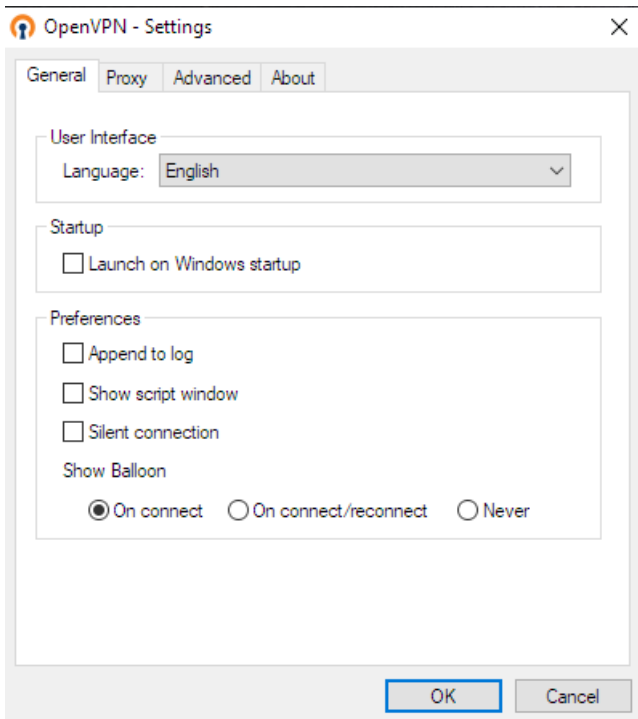 OpenVPN - Settings
General Proxy Advanced About
User Interface
Language: English
Startup
Launch on Windows startup
Preferences
Append to log
Show script window
Silent connection
Show Balloon
On connect On connect/reconnect Never
OK Cancel